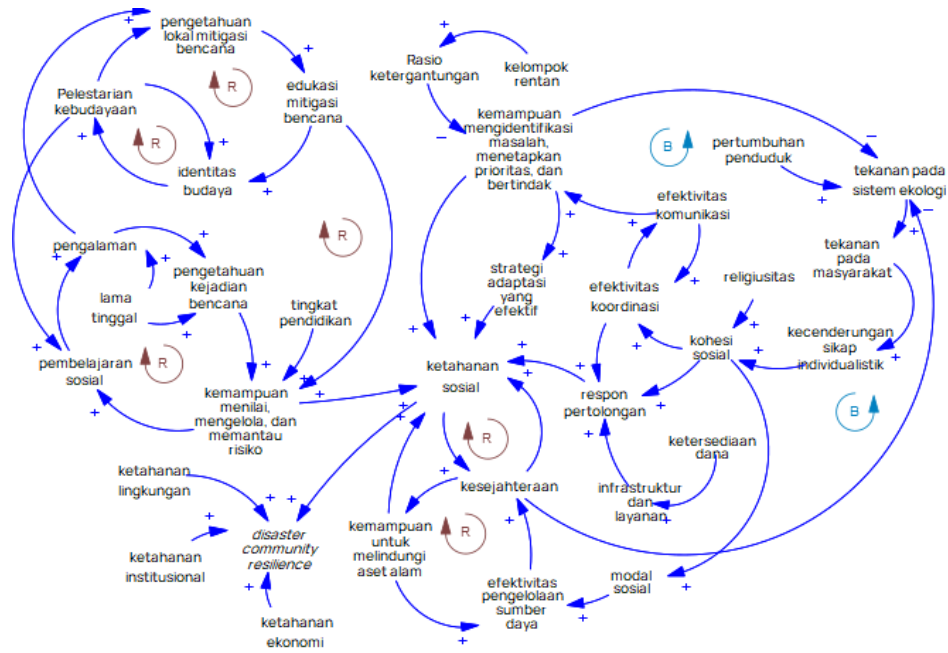 pengetahuan
lokal mitigasi
bencana
Pelestarian
kebudayaan
edukasi
mitigasi
bencana
identitas
budaya
R
R
R
R
pengalaman
lama
tinggal
pengetahuan
kejadian
bencana
tingkat
pendidikan
pembelajaran
sosial
kemampuan
menilai,
mengelola, dan
memantau
risiko
Rasio
ketergantungan
kelompok
rentan
kemampuan
mengidentifikasi
masalah,
menetapkan
prioritas, dan
bertindak
B
pertumbuhan
penduduk
tekanan pada
sistem ekologi
efektivitas
komunikasi
tekanan
pada
masyarakat
strategi
adaptasi
yang
efektif
efektivitas
koordinasi
religiusitas
kohesi
sosial
kecenderungan
sikap
individualistik
B
ketahanan
sosial
respon
pertolongan
ketersediaan
dana
infrastruktur
dan
layanan
R
R
kesejahteraan
kemampuan
untuk
melindungi
aset alam
efektivitas
pengelolaan
sumber
daya
modal
sosial
ketahanan
lingkungan
ketahanan
institusional
disaster
community
resilience
ketahanan
ekonomi